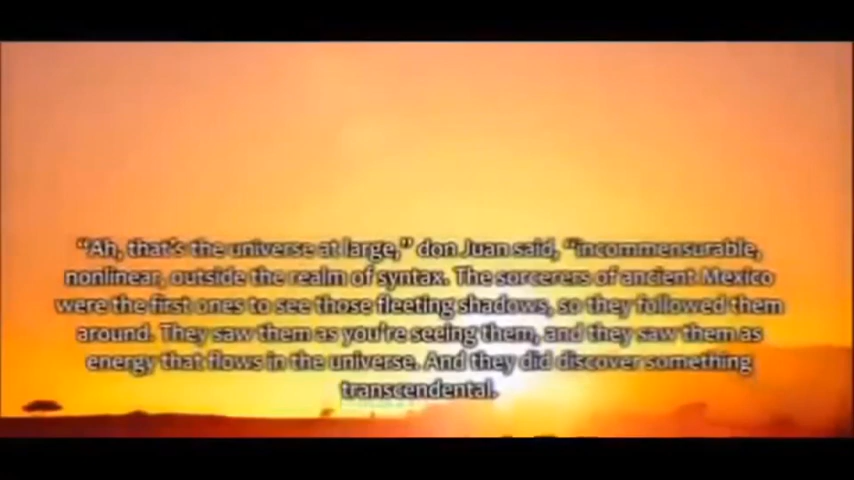 “Ah, that’s the universe at large,” don Juan said, “incommensurable,
nonlinear, outside the realm of syntax. The sorcerers of ancient Mexico
were the first ones to see those fleeting shadows, so they followed them
around. They saw them as you’re seeing them, and they saw them as
energy that flows in the universe. And they did discover something
transcendental.